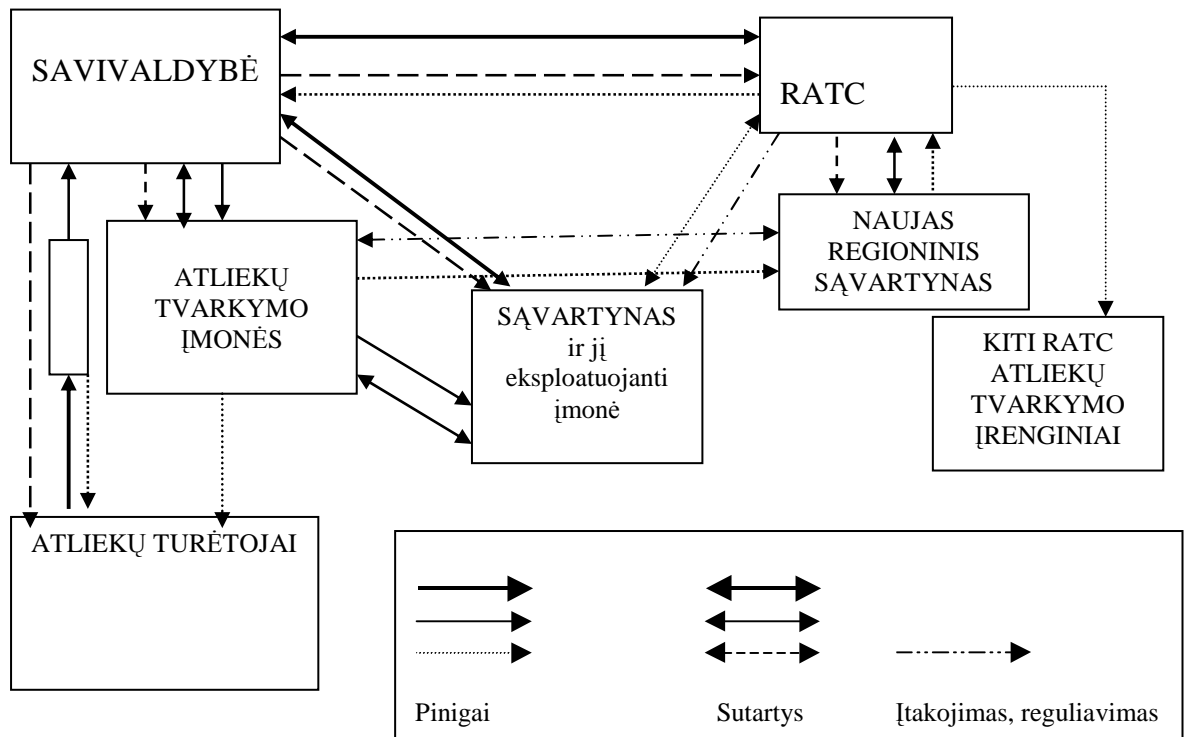 SAVIVALDYBĖ
RATC
ATLIEKŲ
TVARKYMO
ĮMONĖS
SĄVARTYNAS
ir jį
eksploatuojanti
įmonė
NAUJAS
REGIONINIS
SĄVARTYNAS
KITI RATC
ATLIEKŲ
TVARKYMO
ĮRENGINIAI
ATLIEKŲ TURĖTOJAI
Pinigai
Sutartys
Įtakojimas, reguliavimas